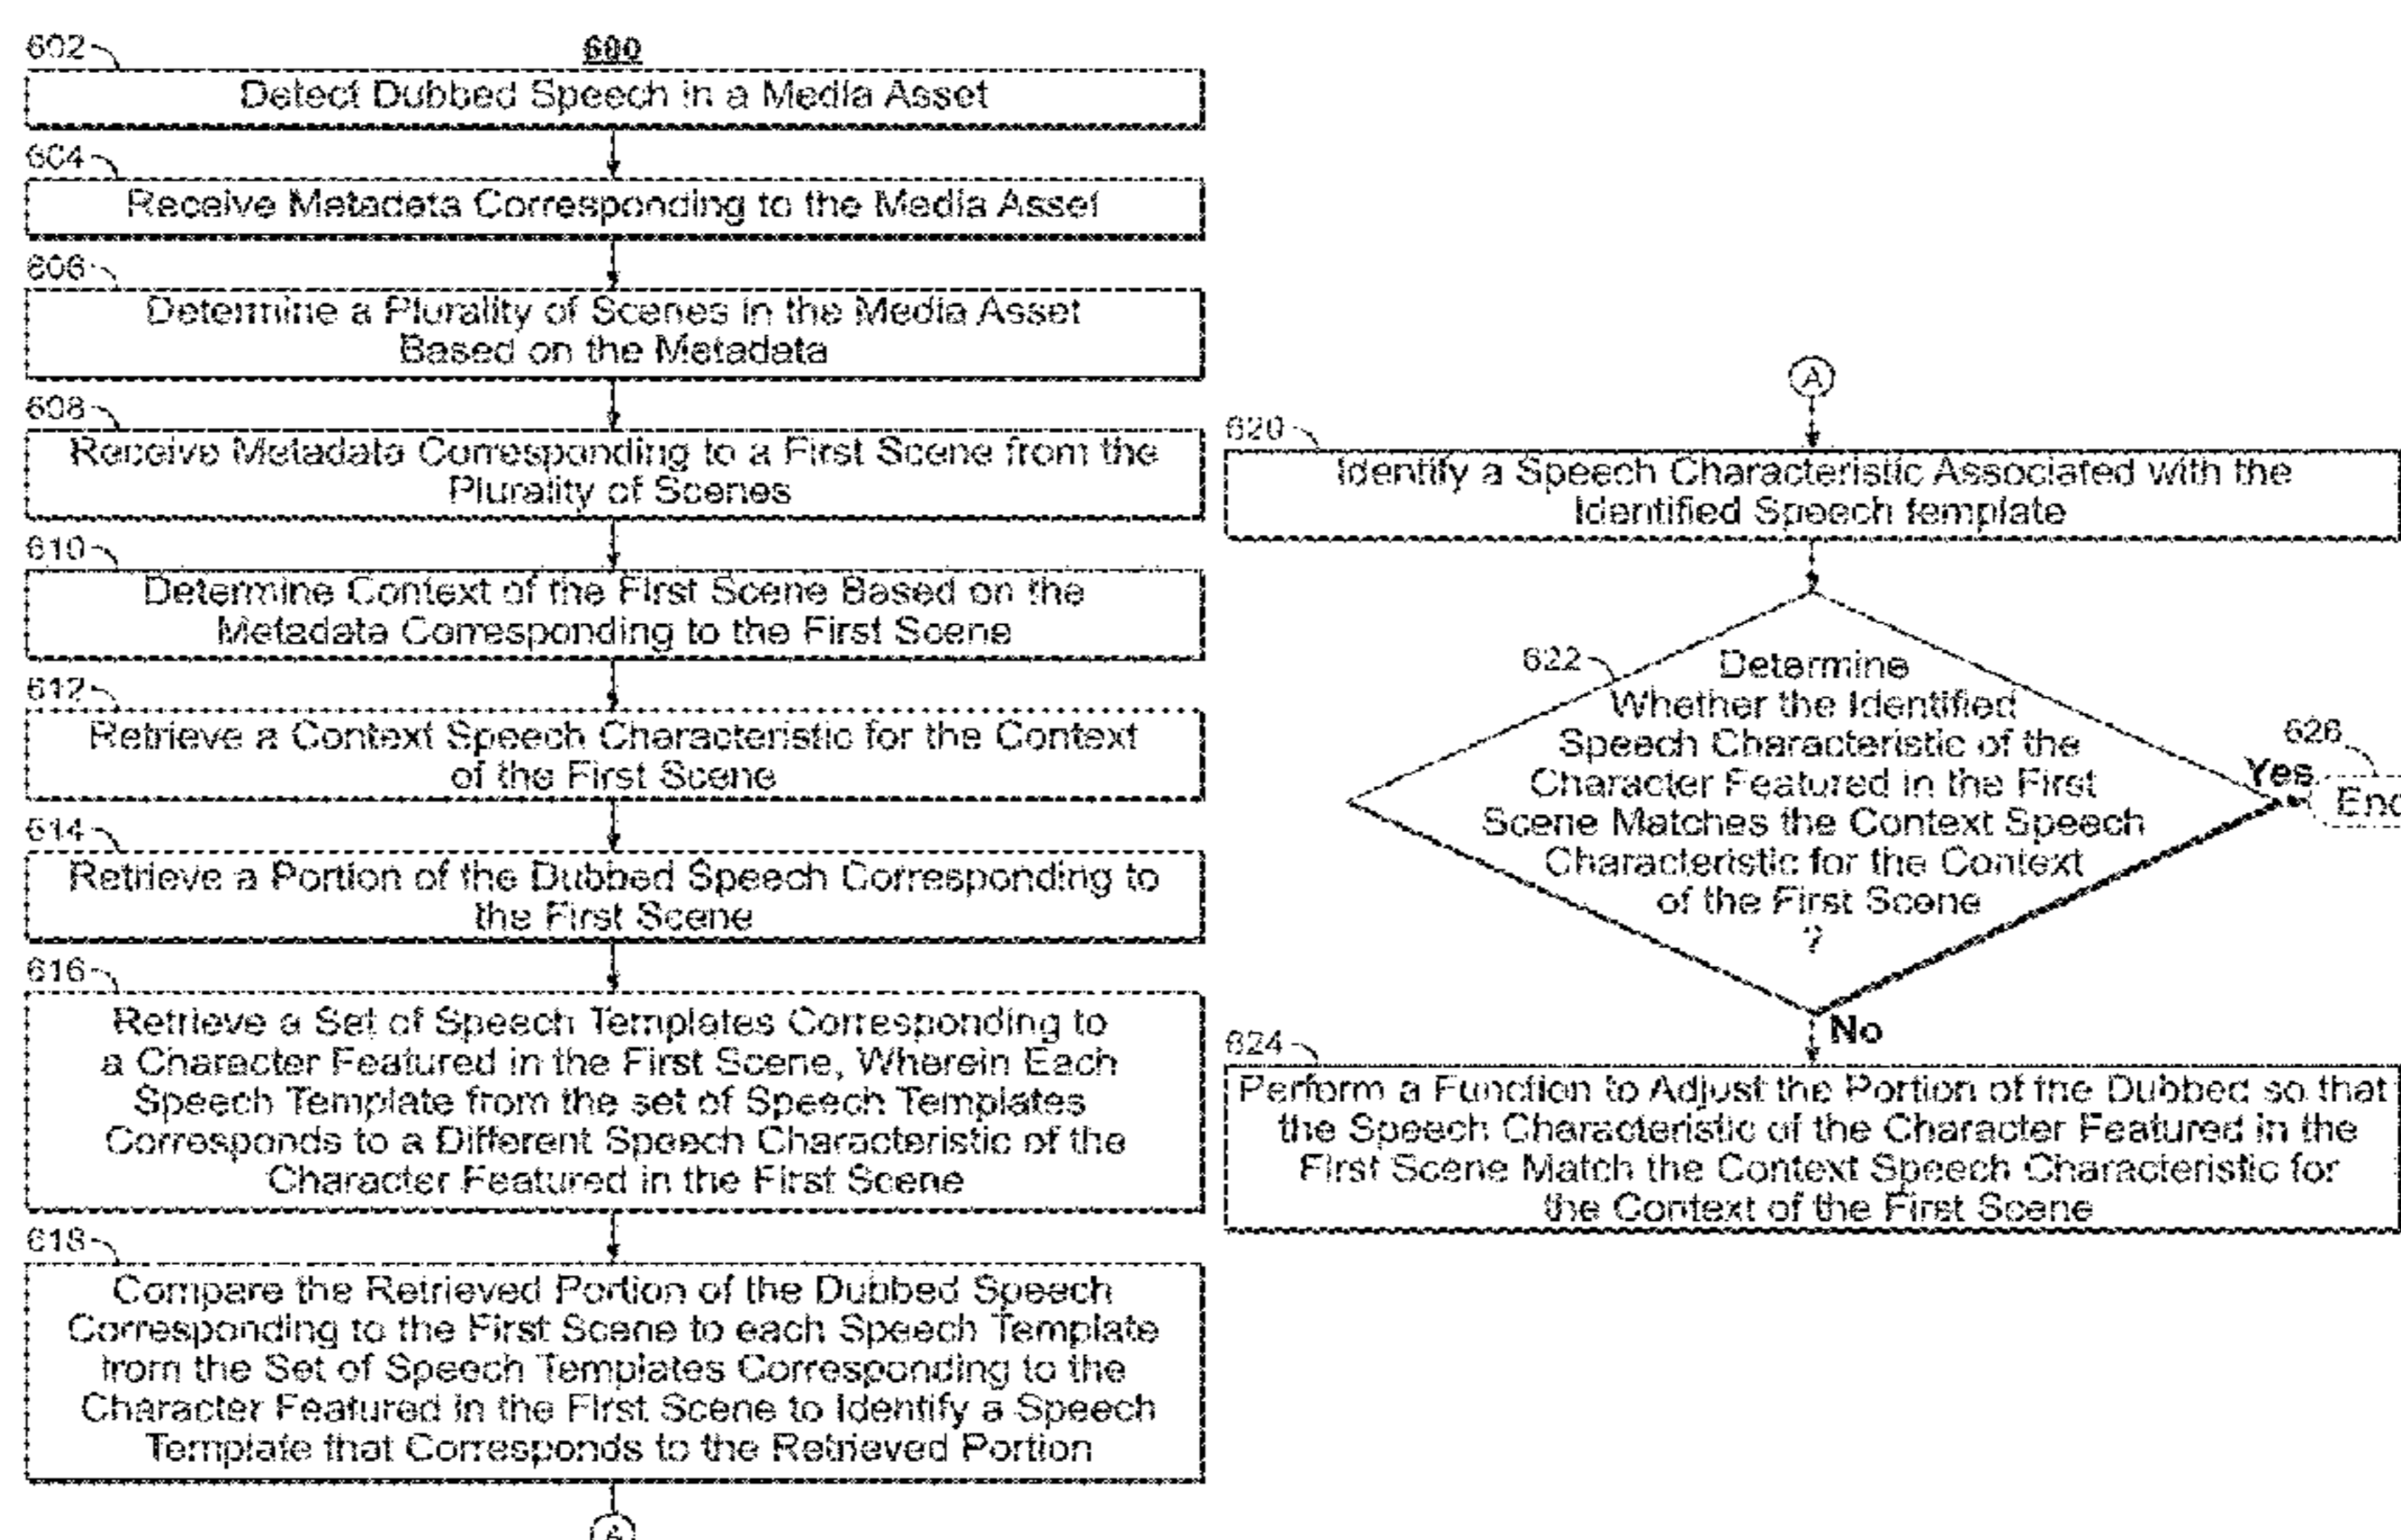 600
602
Detect Dubbed Speech in a Media Asset
604
Receive Metadata Corresponding to the Media Asset
606
Determine a Plurality of Scenes in the Media Asset
Based on the Metadata
608
Receive Metadata Corresponding to a First Scene from the
Plurality of Scenes
610
Determine Context of the First Scene Based on the
Metadata Corresponding to the First Scene
612
Retrieve a Context Speech Characteristic for the Context
of the First Scene
614
Retrieve a Portion of the Dubbed Speech Corresponding to
the First Scene
616
Retrieve a Set of Speech Templates Corresponding to
a Character Featured in the First Scene, Wherein Each
Speech Template from the set of Speech Templates
Corresponds to a Different Speech Characteristic of the
Character Featured in the First Scene
618
Compare the Retrieved Portion of the Dubbed Speech
Corresponding to the First Scene to each Speech Template
from the Set of Speech Templates Corresponding to the
Character Featured in the First Scene to Identify a Speech
Template that Corresponds to the Retrieved Portion
A
A
620
Identify a Speech Characteristic Associated with the
Identified Speech template
622
Determine
Whether the Identified
Speech Characteristic of the
Character Featured in the First
Scene Matches the Context Speech
Characteristic for the Context
of the First Scene
?
Yes
626
End
No
624
Perform a Function to Adjust the Portion of the Dubbed so that
the Speech Characteristic of the Character Featured in the
First Scene Match the Context Speech Characteristic for
the Context of the First Scene